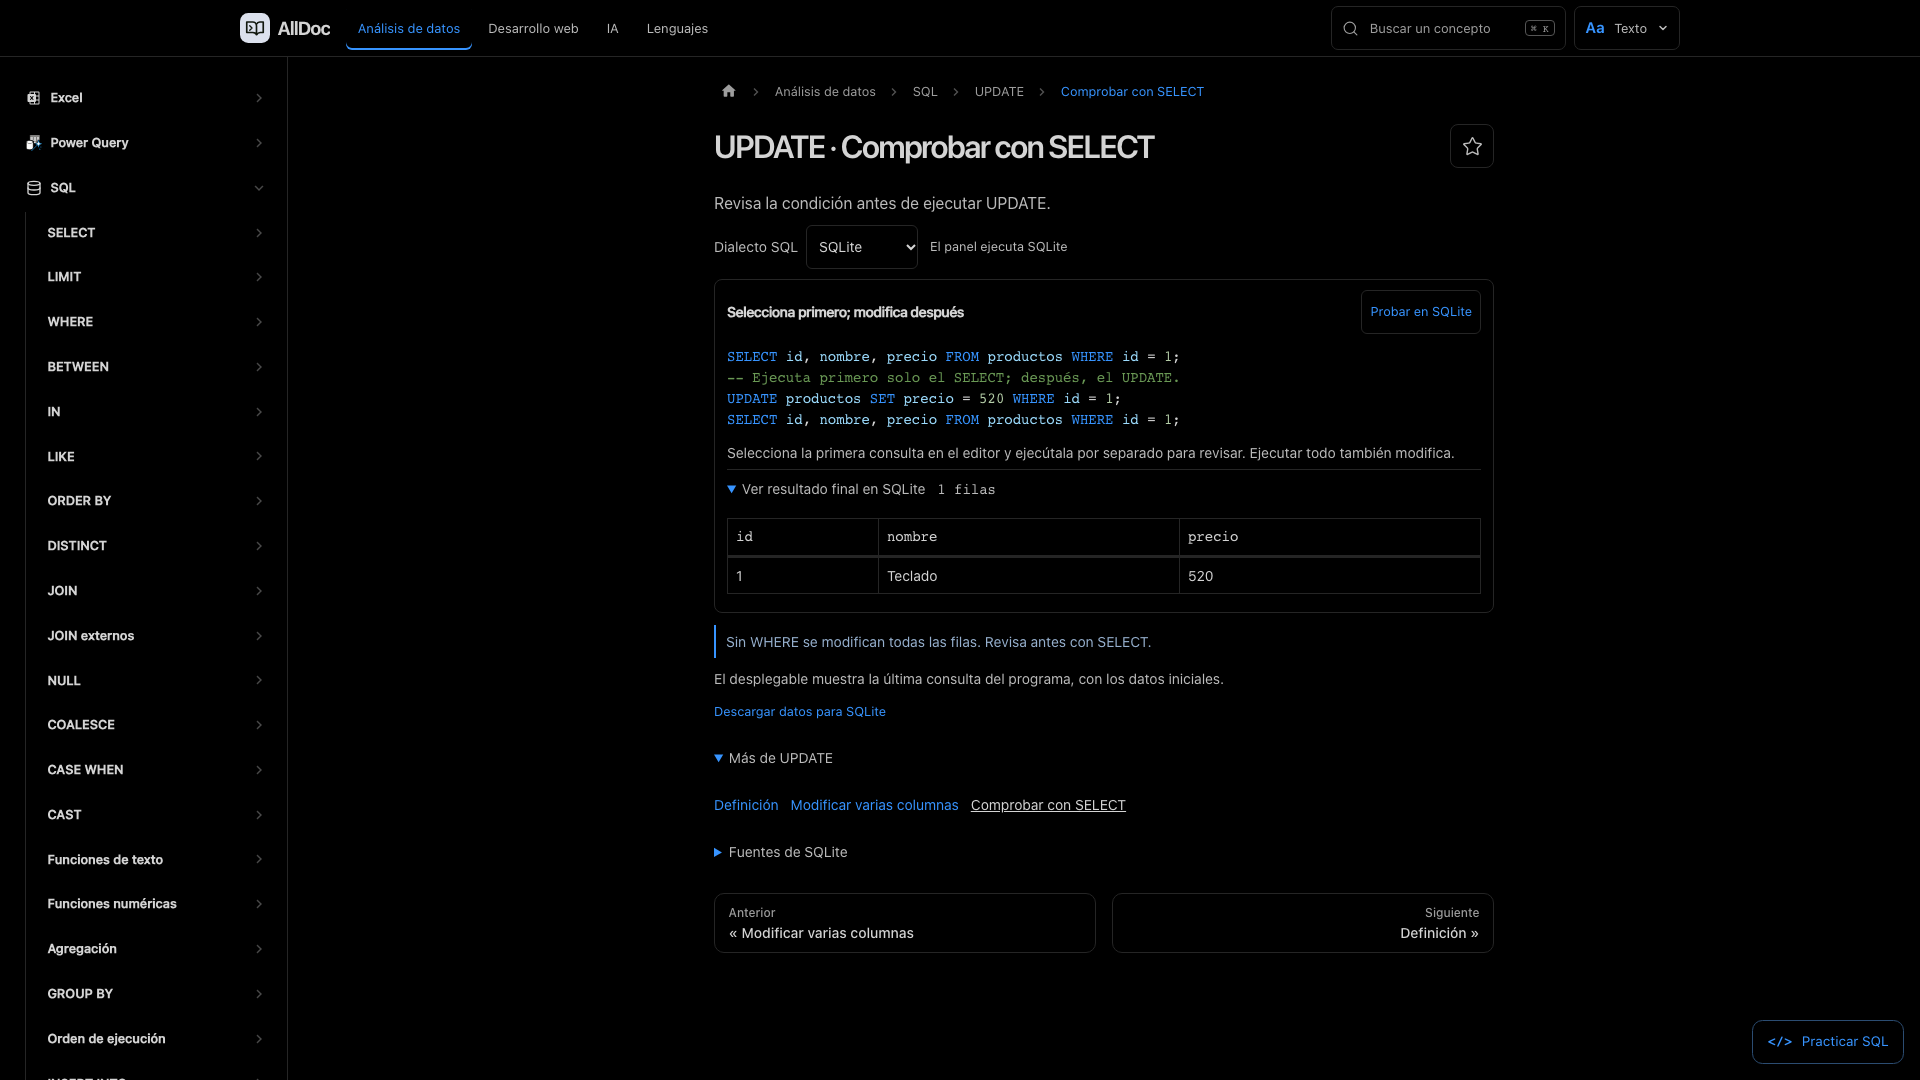 AllDoc
Análisis de datos
Desarrollo web
IA
Lenguajes
Buscar un concepto
⌘ K
Aa Texto
Excel
Power Query
SQL
SELECT
LIMIT
WHERE
BETWEEN
IN
LIKE
ORDER BY
DISTINCT
JOIN
JOIN externos
NULL
COALESCE
CASE WHEN
CAST
Funciones de texto
Funciones numéricas
Agregación
GROUP BY
Orden de ejecución
Análisis de datos > SQL > UPDATE > Comprobar con SELECT
UPDATE · Comprobar con SELECT
Revisa la condición antes de ejecutar UPDATE.
Dialecto SQL SQLite El panel ejecuta SQLite
Selecciona primero; modifica después
Probar en SQLite
SELECT id, nombre, precio FROM productos WHERE id = 1;
-- Ejecuta primero solo el SELECT; después, el UPDATE.
UPDATE productos SET precio = 520 WHERE id = 1;
SELECT id, nombre, precio FROM productos WHERE id = 1;
Selecciona la primera consulta en el editor y ejecútala por separado para revisar. Ejecutar todo también modifica.
Ver resultado final en SQLite 1 filas
id nombre precio
1 Teclado 520
Sin WHERE se modifican todas las filas. Revisa antes con SELECT.
El desplegable muestra la última consulta del programa, con los datos iniciales.
Descargar datos para SQLite
Más de UPDATE
Definición Modificar varias columnas Comprobar con SELECT
Fuentes de SQLite
Anterior
« Modificar varias columnas
Siguiente
Definición »
</> Practicar SQL